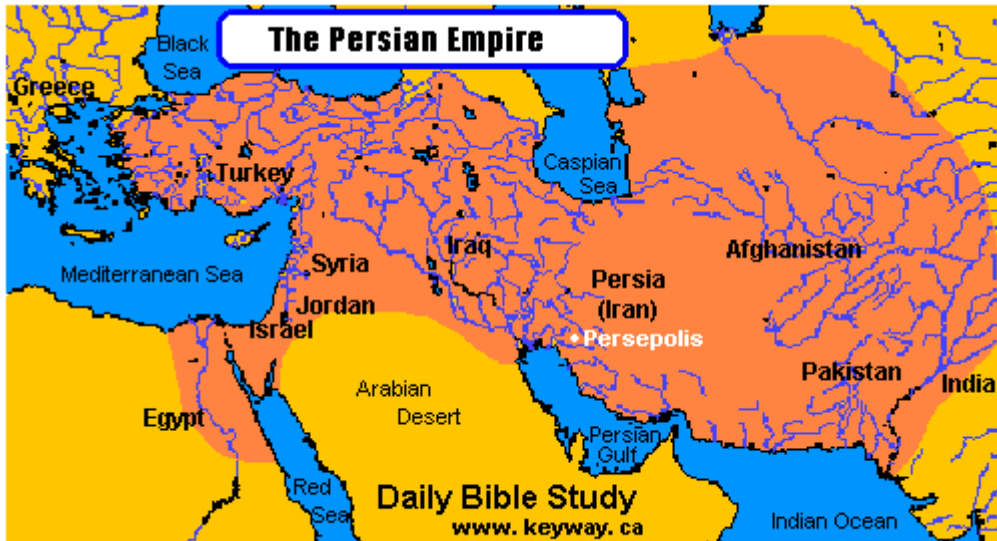 The Persian Empire
Black
Sea
Greece
Turkey
Caspian
Sea
Mediterranean Sea
Syria
Iraq
Jordan
Israel
Persia
(Iran)
Persepolis
Afghanistan
Pakistan
India
Egypt
Arabian
Desert
Persian
Gulf
Red
Sea
Indian Ocean
Daily Bible Study
www.keyway.ca